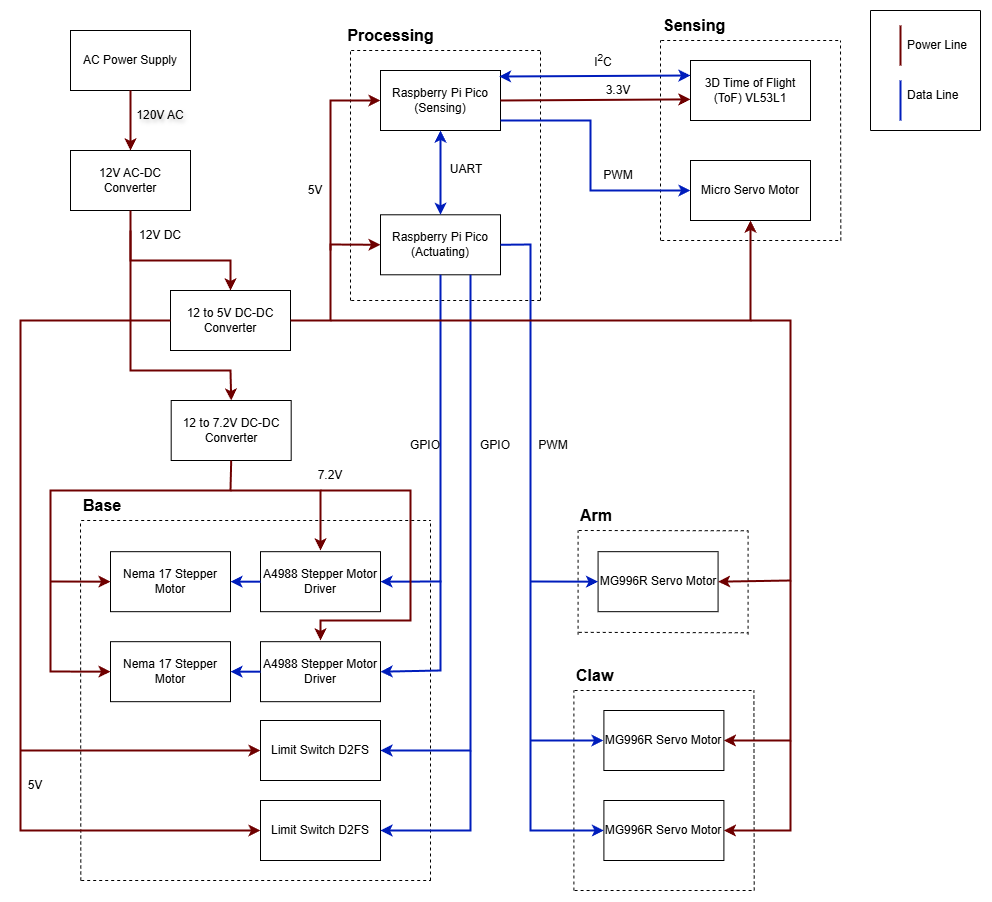 Processing
Sensing
Power Line
Data Line
AC Power Supply
120V AC
12V AC-DC
Converter
12V DC
12 to 5V DC-DC
Converter
12 to 7.2V DC-DC
Converter
5V
Raspberry Pi Pico
(Sensing)
UART
Raspberry Pi Pico
(Actuating)
I²C
3.3V
PWM
3D Time of Flight
(ToF) VL53L1
Micro Servo Motor
GPIO
GPIO
PWM
7.2V
Base
Nema 17 Stepper
Motor
A4988 Stepper Motor
Driver
Nema 17 Stepper
Motor
A4988 Stepper Motor
Driver
Limit Switch D2FS
5V
Limit Switch D2FS
Arm
MG996R Servo Motor
Claw
MG996R Servo Motor
MG996R Servo Motor